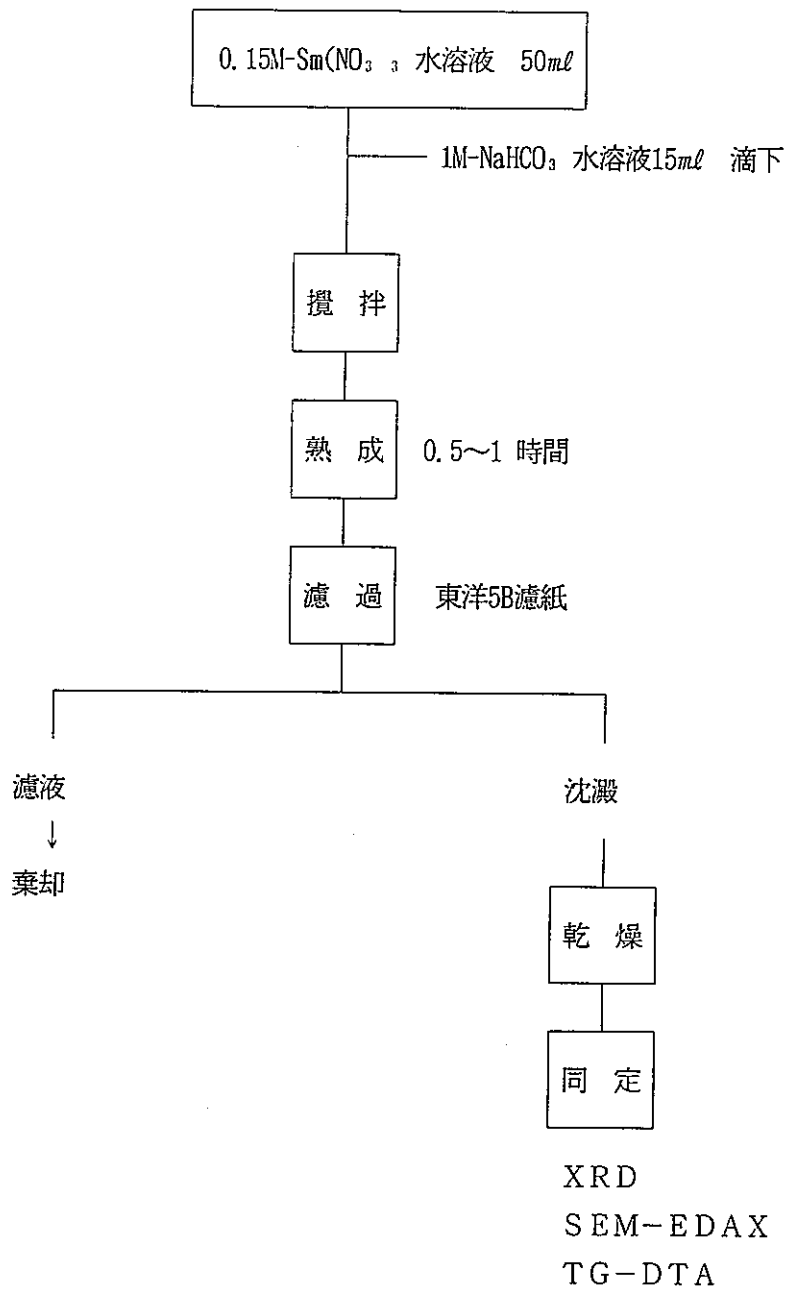 0.15M-Sm(NO₃ ₃ 水溶液 50mℓ
1M-NaHCO₃ 水溶液15mℓ 滴下
攪 拌
熟 成 0.5～1 時間
濾 過 東洋5B濾紙
濾液 沈澱
↓
棄却
乾 燥
同 定
XRD
SEM-EDAX
TG-DTA